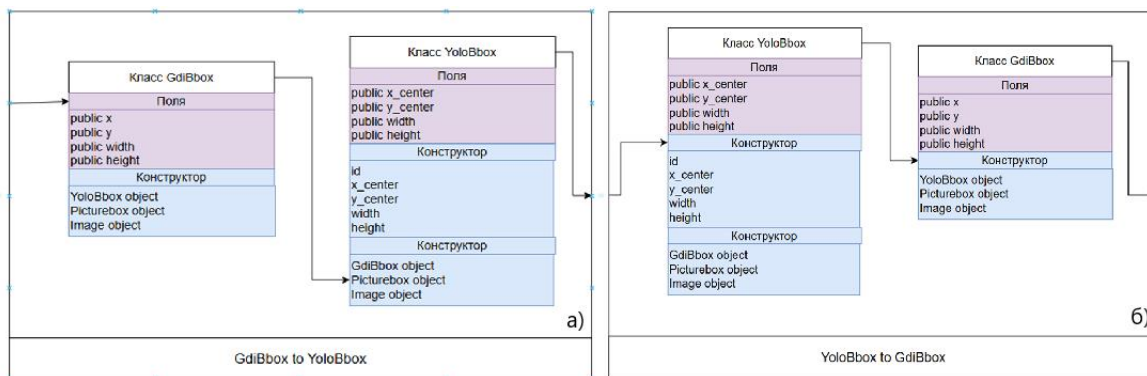 Класс GdiBbox
Поля
public x
public y
public width
public height
Конструктор
YoloBbox object
Picturebox object
Image object
Класс YoloBbox
Поля
public x_center
public y_center
public width
public height
Конструктор
id
x_center
y_center
width
height
Конструктор
GdiBbox object
Picturebox object
Image object
а)
GdiBbox to YoloBbox
Класс YoloBbox
Поля
public x_center
public y_center
public width
public height
Конструктор
id
x_center
y_center
width
height
Конструктор
GdiBbox object
Picturebox object
Image object
Класс GdiBbox
Поля
public x
public y
public width
public height
Конструктор
YoloBbox object
Picturebox object
Image object
б)
YoloBbox to GdiBbox